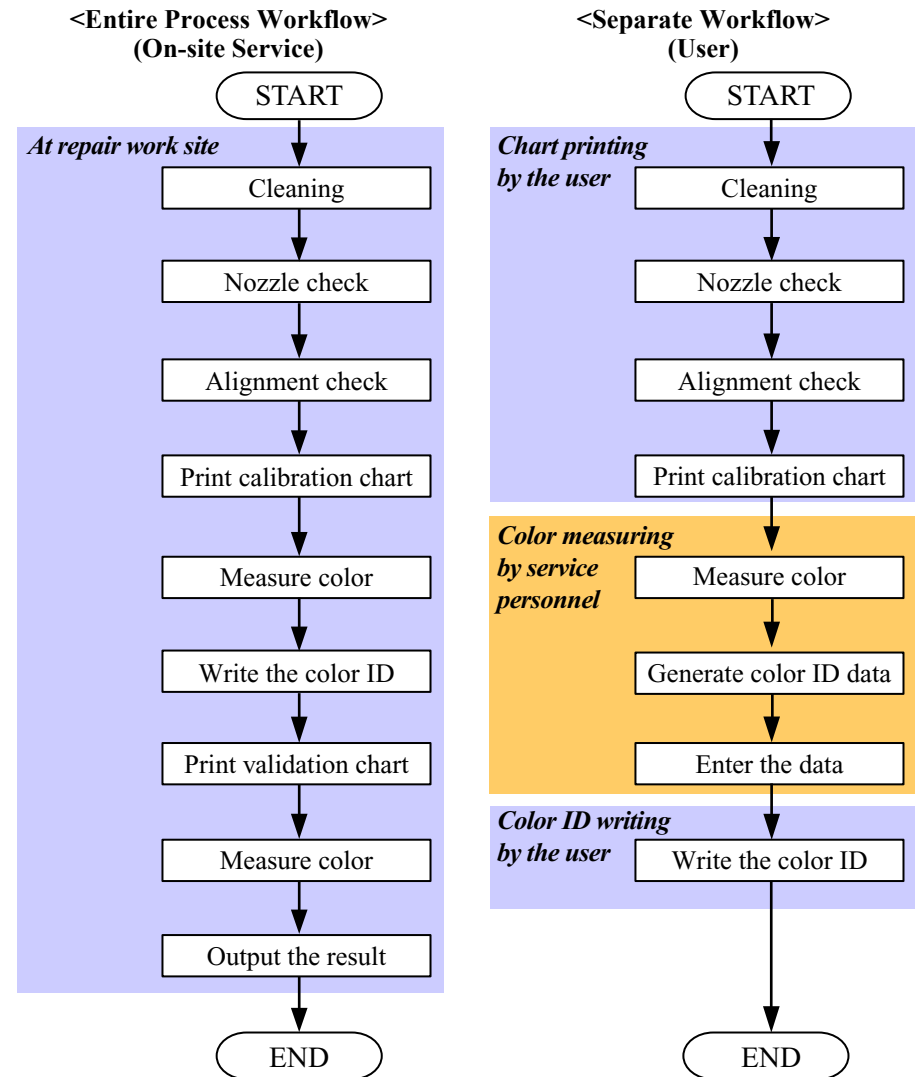 <Entire Process Workflow>
(On-site Service)
START
At repair work site
Cleaning
Nozzle check
Alignment check
Print calibration chart
Measure color
Write the color ID
Print validation chart
Measure color
Output the result
END
<Separate Workflow>
(User)
START
Chart printing
by the user
Cleaning
Nozzle check
Alignment check
Print calibration chart
Color measuring
by service
personnel
Measure color
Generate color ID data
Enter the data
Color ID writing
by the user
Write the color ID
END